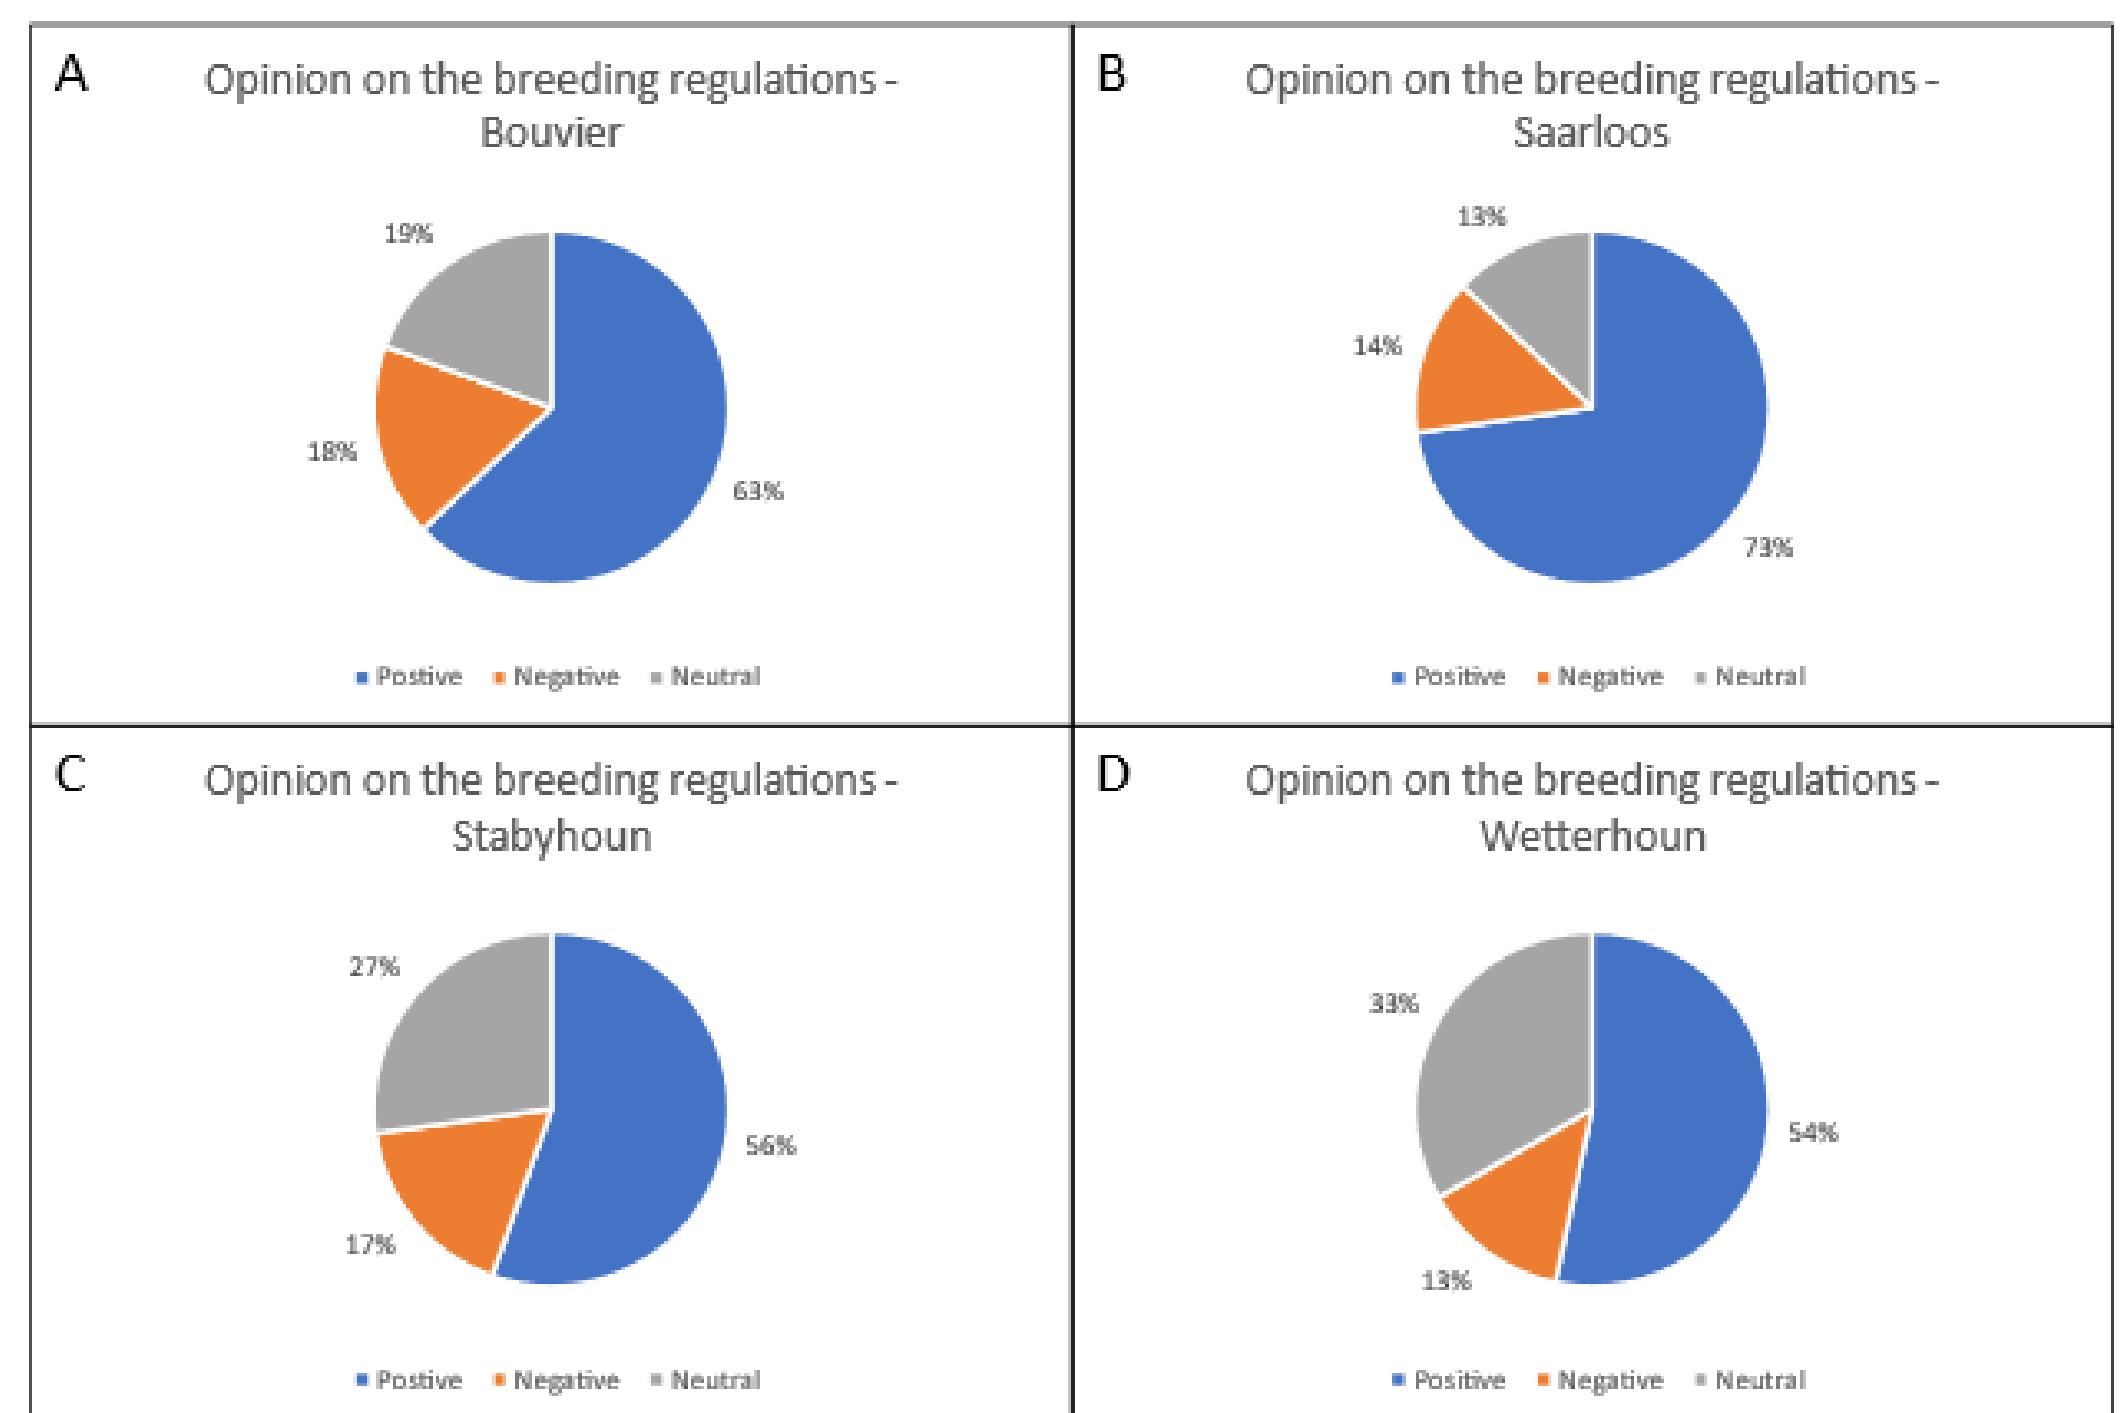 A
Opinion on the breeding regulations -
Bouvier
19%
18%
63%
Postive Negative Neutral
B
Opinion on the breeding regulations -
Saarloos
13%
14%
73%
Positive Negative Neutral
C
Opinion on the breeding regulations -
Stabyhoun
27%
56%
17%
Postive Negative Neutral
D
Opinion on the breeding regulations -
Wetterhoun
33%
54%
13%
Positive Negative Neutral